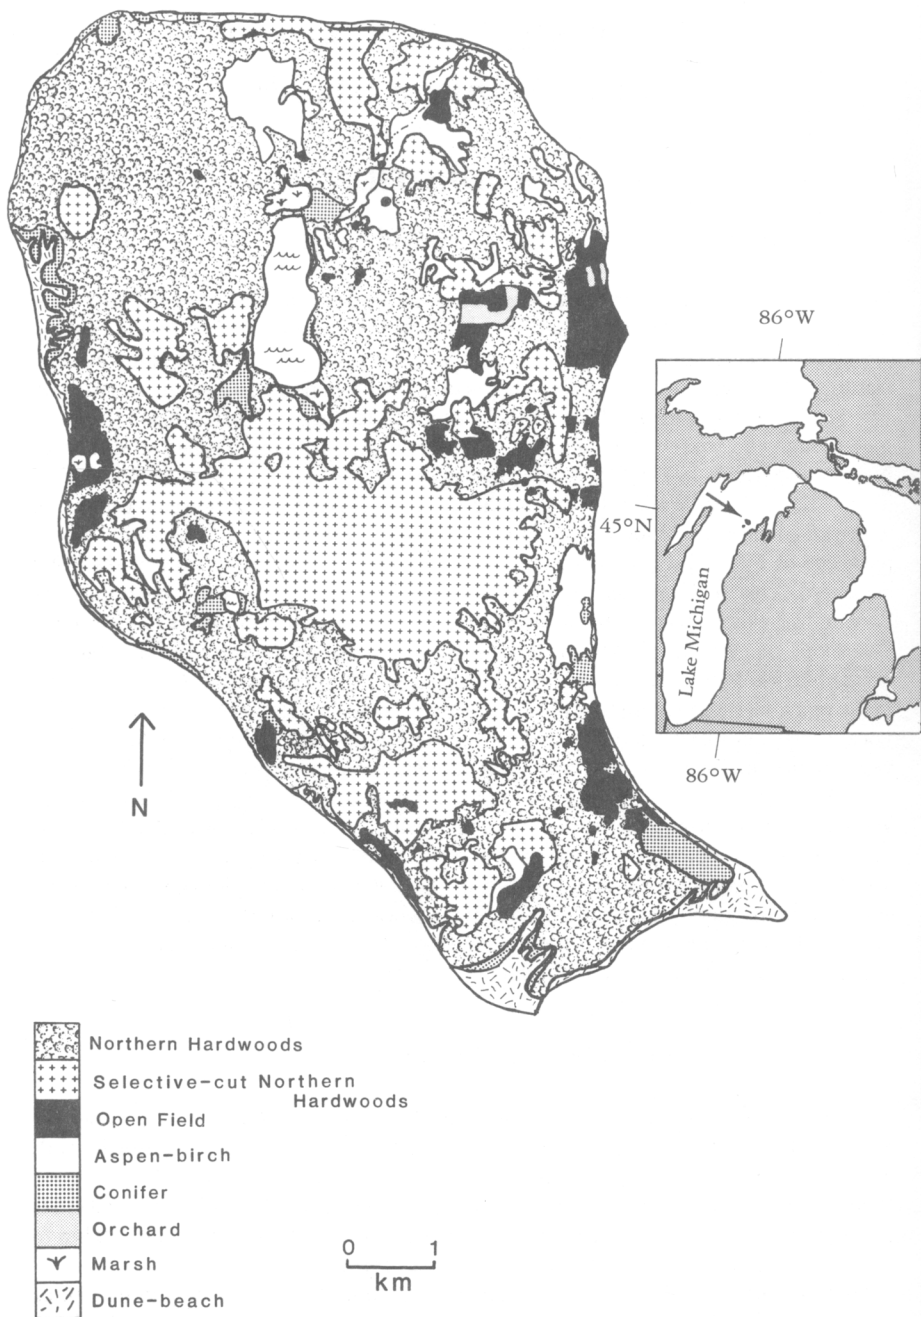 86°W
45°N
Lake Michigan
86°W
N
Northern Hardwoods
Selective-cut Northern
Hardwoods
Open Field
Aspen-birch
Conifer
Orchard
Marsh
Dune-beach
0 1
km